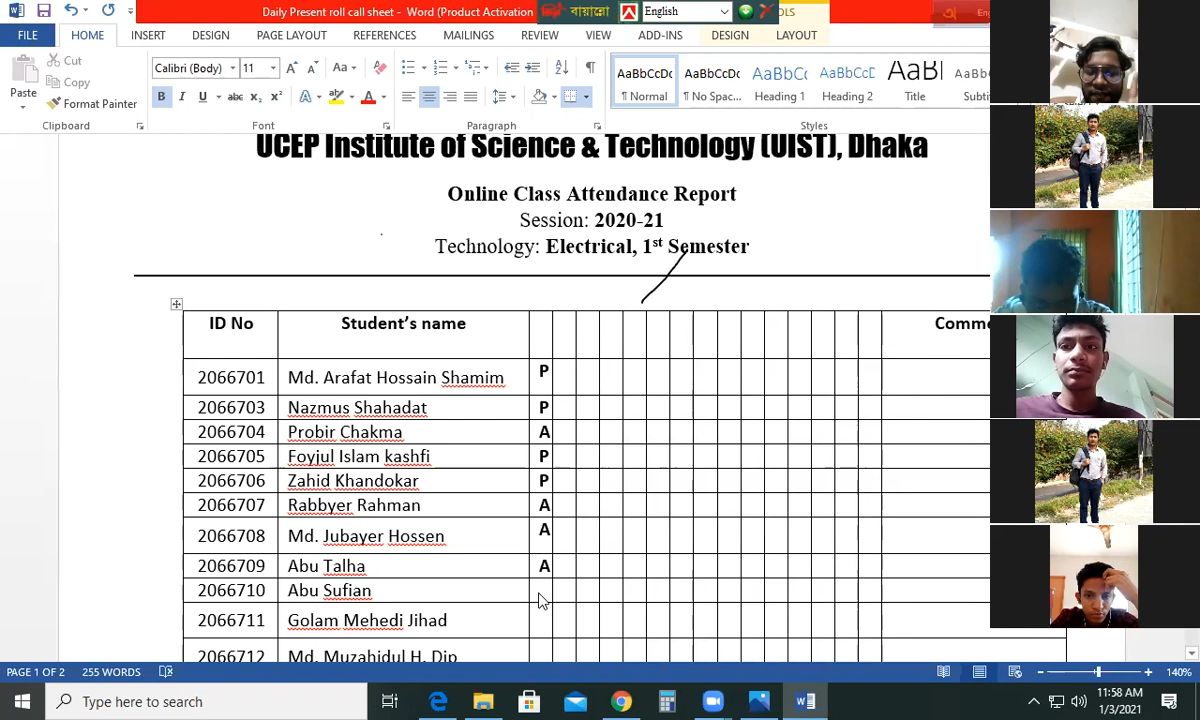 Daily Present roll call sheet - Word (Product Activation
বায়ান্নো
English
FILE HOME INSERT DESIGN PAGE LAYOUT REFERENCES MAILINGS REVIEW VIEW ADD-INS DESIGN LAYOUT
Paste
Cut
Copy
Format Painter
Clipboard
Calibri (Body) 11
Font
Paragraph
AaBbCcDc AaBbCcDc AaBbCc AaBbCcC
¶ Normal ¶ No Spac... Heading 1 Heading 2 Title
Styles
UCEP Institute of Science & Technology (UIST), Dhaka
Online Class Attendance Report
Session: 2020-21
Technology: Electrical, 1st Semester
ID No Student's name
2066701 Md. Arafat Hossain Shamim P
2066703 Nazmus Shahadat P
2066704 Probir Chakma A
2066705 Foyjul Islam kashfi P
2066706 Zahid Khandokar P
2066707 Rabbyer Rahman A
2066708 Md. Jubayer Hossen A
2066709 Abu Talha A
2066710 Abu Sufian
2066711 Golam Mehedi Jihad
2066712 Md. Muzahidul H. Dip
PAGE 1 OF 2 255 WORDS 140%
Type here to search
11:58 AM
1/3/2021